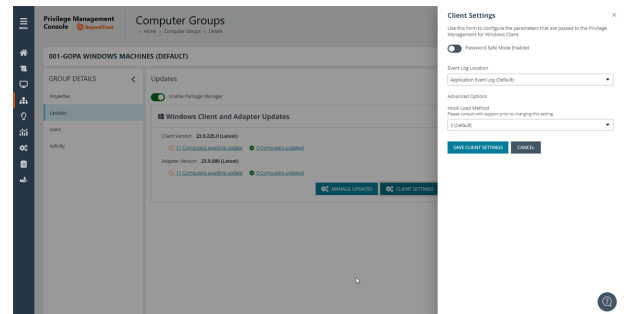 MENU
Privilege Management
Console BeyondTrust
Computer Groups
> Home > Computer Groups > Details
001-GOPA WINDOWS MACHINES (DEFAULT)
GROUP DETAILS
Properties
Updates
Users
Activity
Updates
Enable Package Manager
Windows Client and Adapter Updates
Client Version 23.9.225.0 (Latest)
11 Computers awaiting update 0 Computers updated
Adapter Version 23.9.580 (Latest)
11 Computers awaiting update 0 Computers updated
MANAGE UPDATES CLIENT SETTINGS
Client Settings ×
Use this form to configure the parameters that are passed to the Privilege
Management for Windows Client
Password Safe Mode Enabled
Event Log Location
Application Event Log (Default)
Advanced Options
Hook Load Method
Please consult with support prior to changing this setting
SAVE CLIENT SETTINGS CANCEL